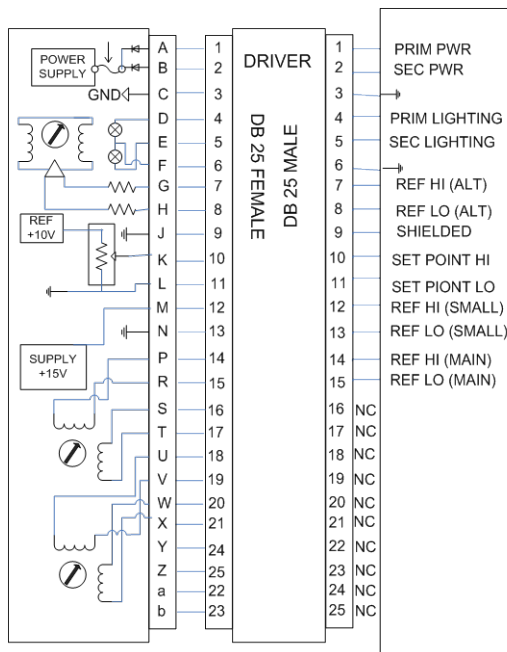 POWER SUPPLY
GND
REF +10V
SUPPLY +15V
A 1
B 2
C 3
D 4
E 5
F 6
G 7
H 8
J 9
K 10
L 11
M 12
N 13
P 14
R 15
S 16
T 17
U 18
V 19
W 20
X 21
Y 24
Z 25
a 22
b 23
DRIVER
DB 25 FEMALE
DB 25 MALE
1 PRIM PWR
2 SEC PWR
3
4 PRIM LIGHTING
5 SEC LIGHTING
6
7 REF HI (ALT)
8 REF LO (ALT)
9 SHIELDED
10 SET POINT HI
11 SET PIONT LO
12 REF HI (SMALL)
13 REF LO (SMALL)
14 REF HI (MAIN)
15 REF LO (MAIN)
16 NC
17 NC
18 NC
19 NC
20 NC
21 NC
22 NC
23 NC
24 NC
25 NC